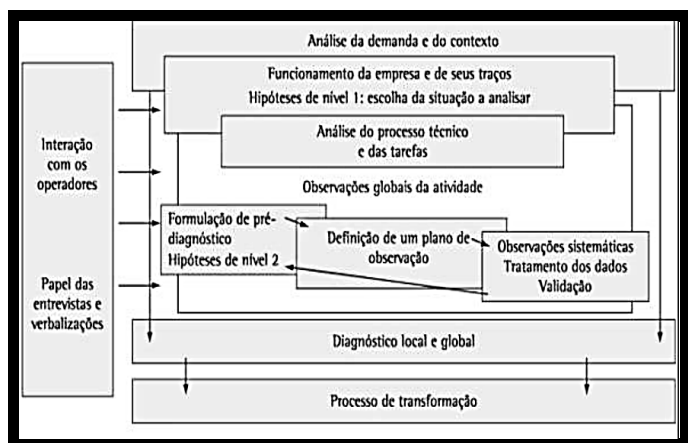 Análise da demanda e do contexto
Funcionamento da empresa e de seus traços
Hipóteses de nível 1: escolha da situação a analisar
Análise do processo técnico
e das tarefas
Interação
com os
operadores
Papel das
entrevistas e
verbalizações
Observações globais da atividade
Formulação de pré-
diagnóstico
Hipóteses de nível 2
Definição de um plano de
observação
Observações sistemáticas
Tratamento dos dados
Validação
Diagnóstico local e global
Processo de transformação